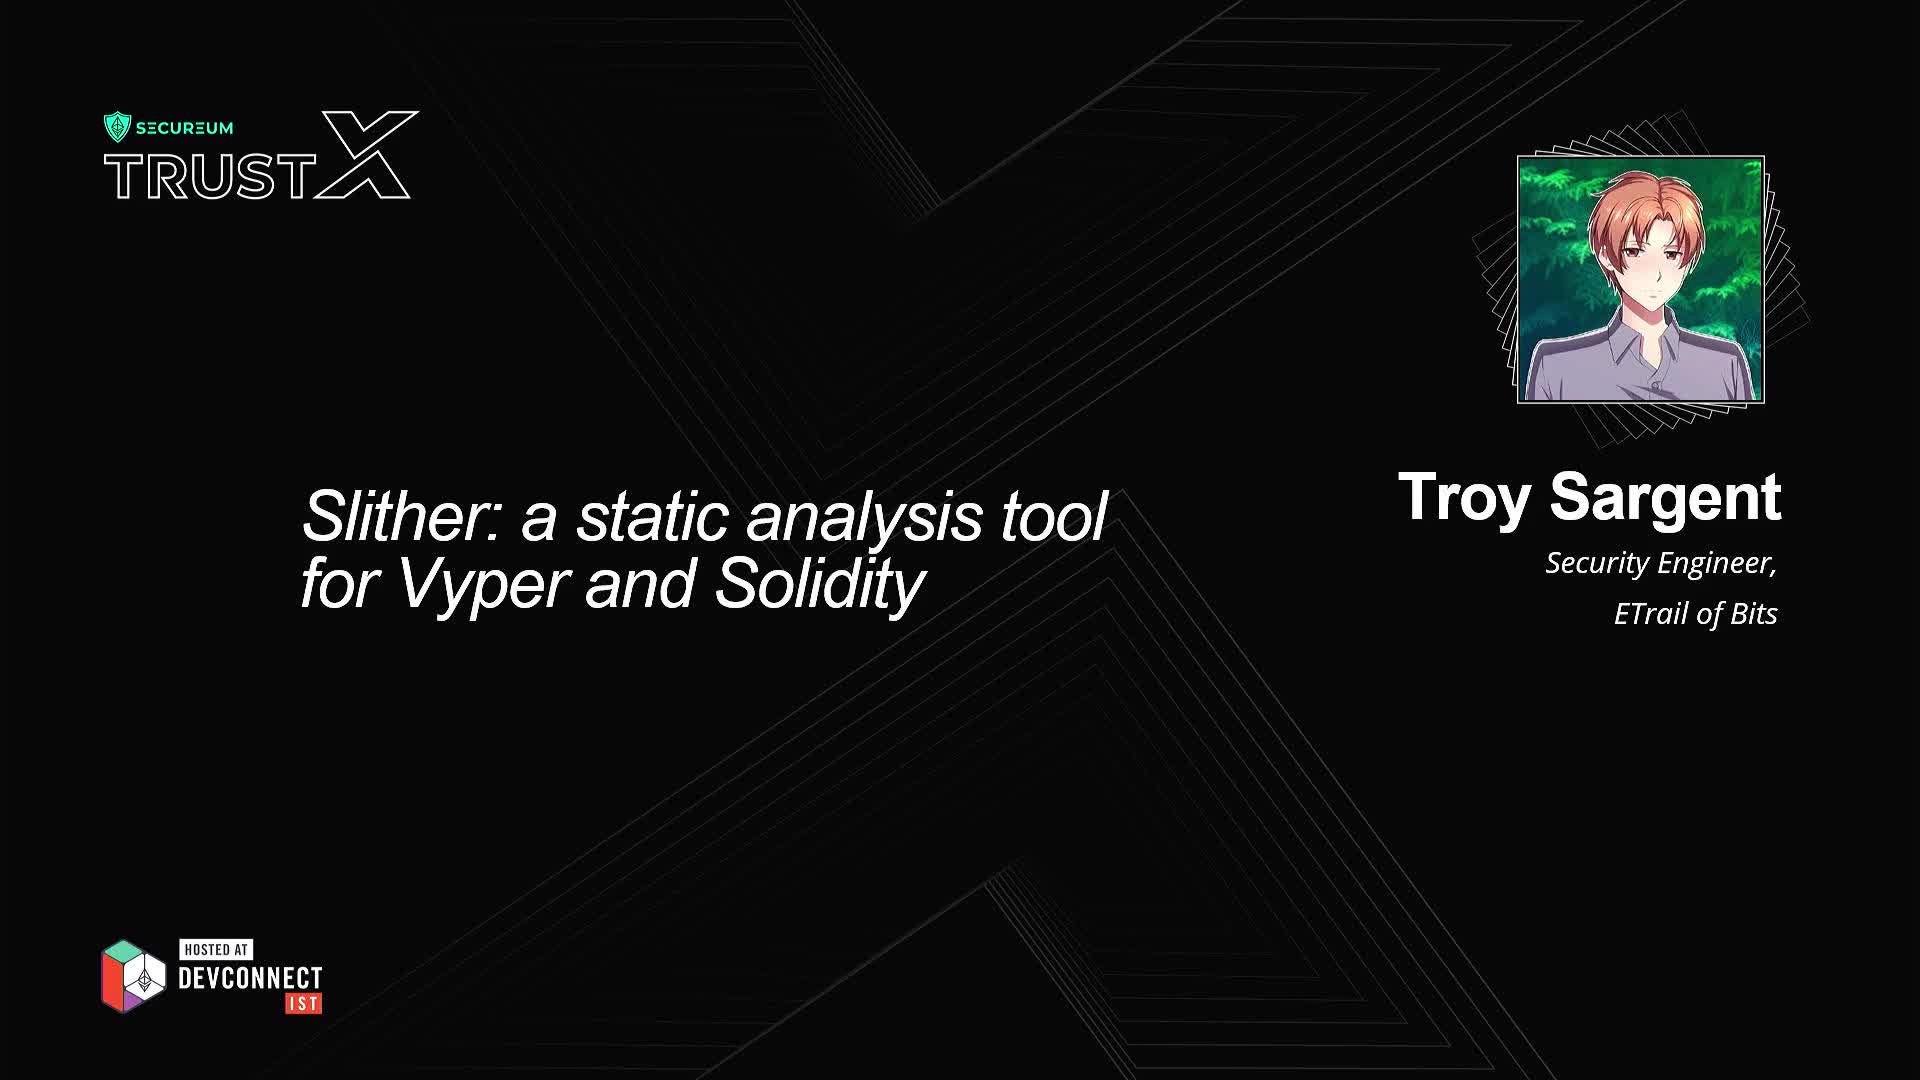 SECUREUM
TRUSTX
Slither: a static analysis tool
for Vyper and Solidity
Troy Sargent
Security Engineer,
ETrail of Bits
HOSTED AT
DEVCONNECT
IST